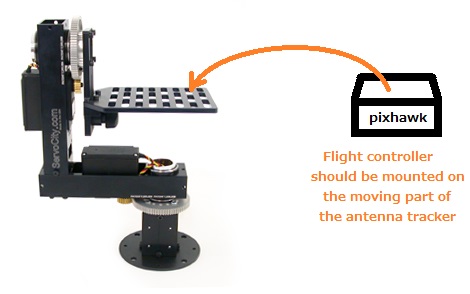 ServoCity.com
pixhawk
Flight controller
should be mounted on
the moving part of
the antenna tracker